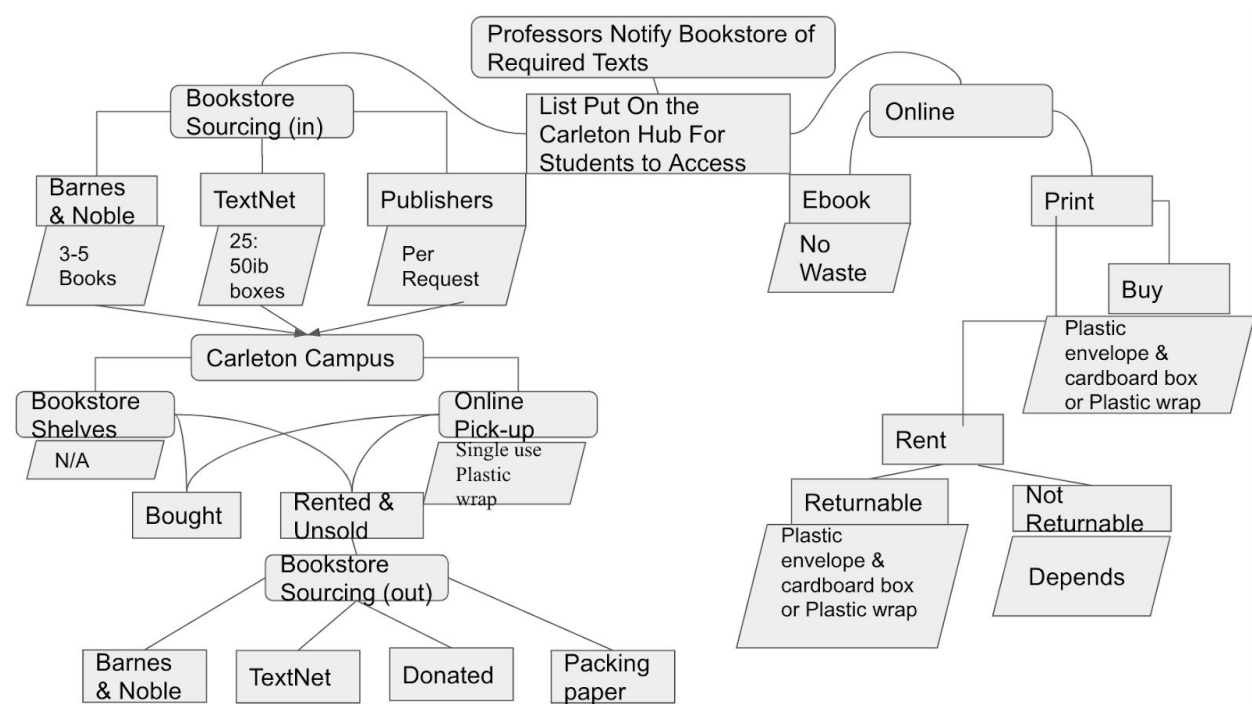 Professors Notify Bookstore of
Required Texts
List Put On the
Carleton Hub For
Students to Access
Bookstore
Sourcing (in)
Online
Barnes
& Noble
TextNet
Publishers
Ebook
Print
3-5
Books
25:
50ib
boxes
Per
Request
No
Waste
Buy
Plastic
envelope &
cardboard box
or Plastic wrap
Carleton Campus
Bookstore
Shelves
Online
Pick-up
N/A
Single use
Plastic
wrap
Rent
Bought
Rented &
Unsold
Returnable
Not
Returnable
Plastic
envelope &
cardboard box
or Plastic wrap
Depends
Bookstore
Sourcing (out)
Barnes
& Noble
TextNet
Donated
Packing
paper